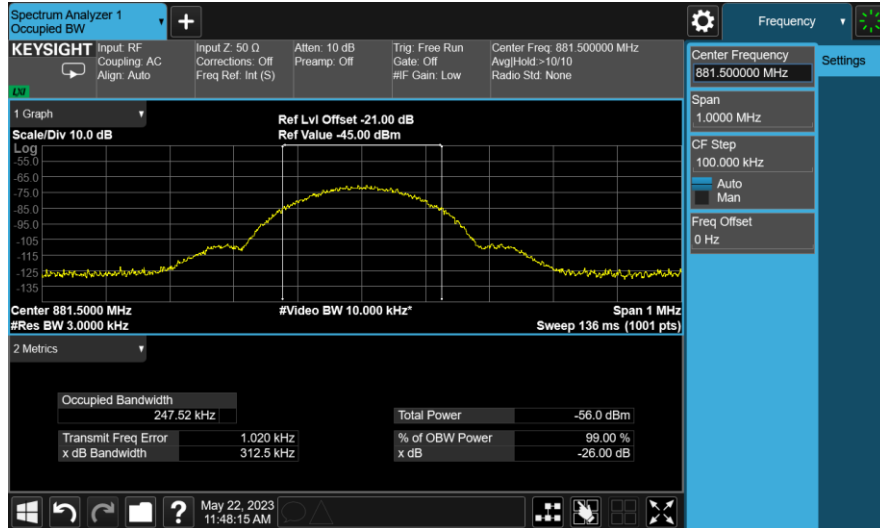 Spectrum Analyzer 1
Occupied BW
+
Frequency
KEYSIGHT
Input: RF
Coupling: AC
Align: Auto
Input Z: 50 Ω
Corrections: Off
Freq Ref: Int (S)
Atten: 10 dB
Preamp: Off
Trig: Free Run
Gate: Off
#IF Gain: Low
Center Freq: 881.500000 MHz
Avg|Hold:>10/10
Radio Std: None
LXI
Center Frequency
881.500000 MHz
Settings
Span
1.0000 MHz
CF Step
100.000 kHz
Auto
Man
Freq Offset
0 Hz
1 Graph
Scale/Div 10.0 dB
Ref Lvl Offset -21.00 dB
Ref Value -45.00 dBm
Log
-55.0
-65.0
-75.0
-85.0
-95.0
-105
-115
-125
-135
Center 881.5000 MHz
#Video BW 10.000 kHz*
Span 1 MHz
#Res BW 3.0000 kHz
Sweep 136 ms (1001 pts)
2 Metrics
Occupied Bandwidth
247.52 kHz
Total Power -56.0 dBm
Transmit Freq Error 1.020 kHz
% of OBW Power 99.00 %
x dB Bandwidth 312.5 kHz
x dB -26.00 dB
?
May 22, 2023
11:48:15 AM